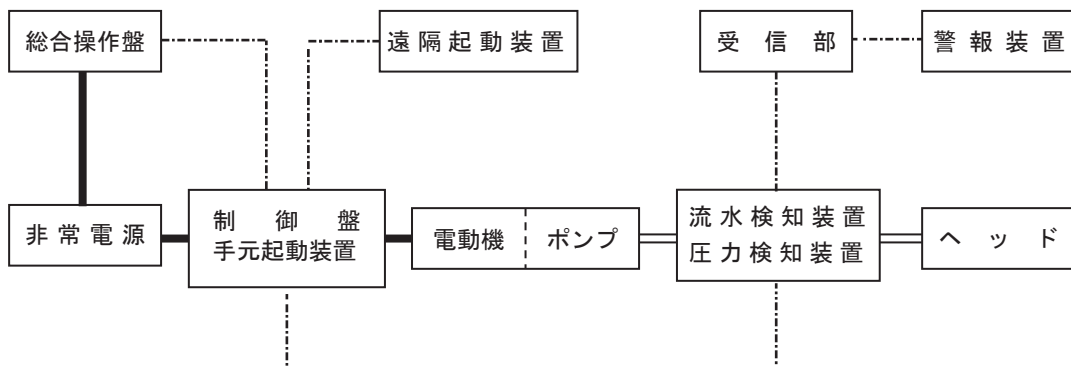 総合操作盤
遠隔起動装置
受信部
警報装置
非常電源
制御盤
手元起動装置
電動機
ポンプ
流水検知装置
圧力検知装置
ヘッド